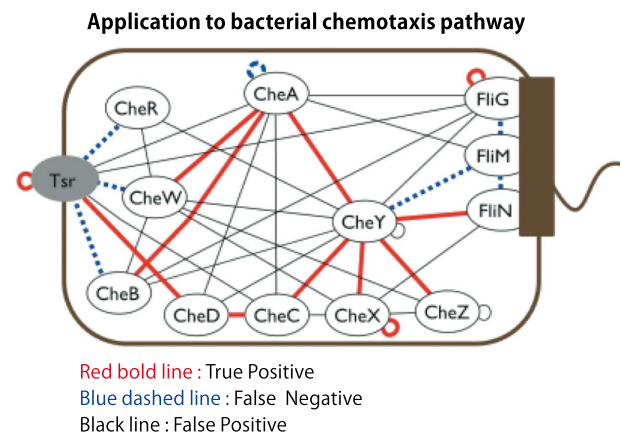 Application to bacterial chemotaxis pathway
CheA
FliG
CheR
FliM
Tsr
CheW
FliN
CheY
CheB
CheD
CheC
CheX
CheZ
Red bold line : True Positive
Blue dashed line : False Negative
Black line : False Positive